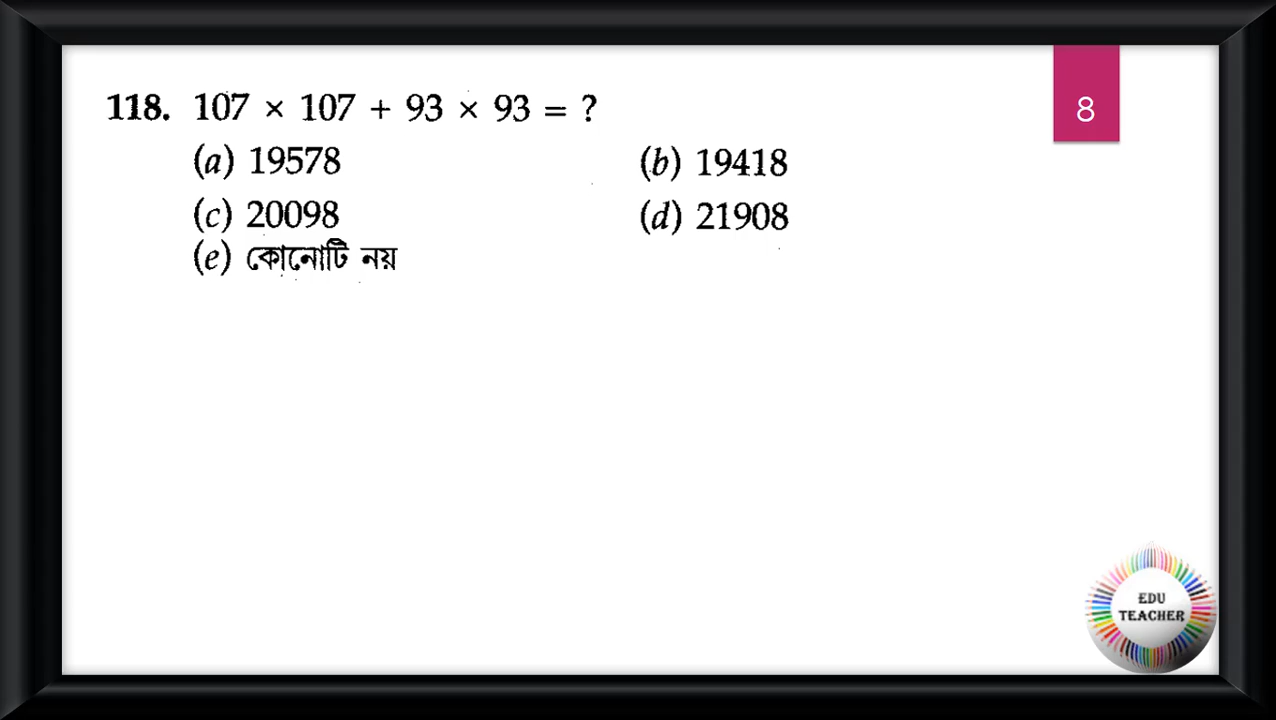 118. 107 × 107 + 93 × 93 = ?
8
(a) 19578 (b) 19418
(c) 20098 (d) 21908
(e) কোনোটি নয়
EDU
TEACHER